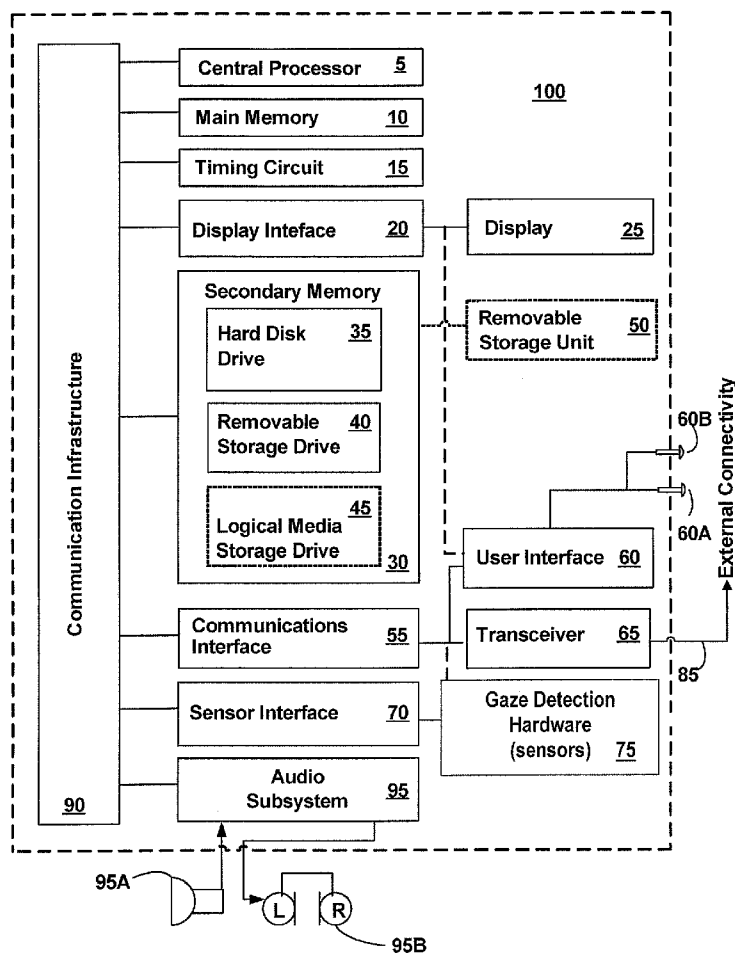 Central Processor 5
100
Main Memory 10
Timing Circuit 15
Display Inteface 20
Display 25
Secondary Memory
Hard Disk 35
Drive
Removable 50
Storage Unit
Removable 40
Storage Drive
45
Logical Media
Storage Drive
30
60B
60A
External Connectivity
Communication Infrastructure
90
User Interface 60
Communications
Interface 55
Transceiver 65
85
Sensor Interface 70
Gaze Detection
Hardware
(sensors) 75
Audio
Subsystem 95
95A
L
R
95B